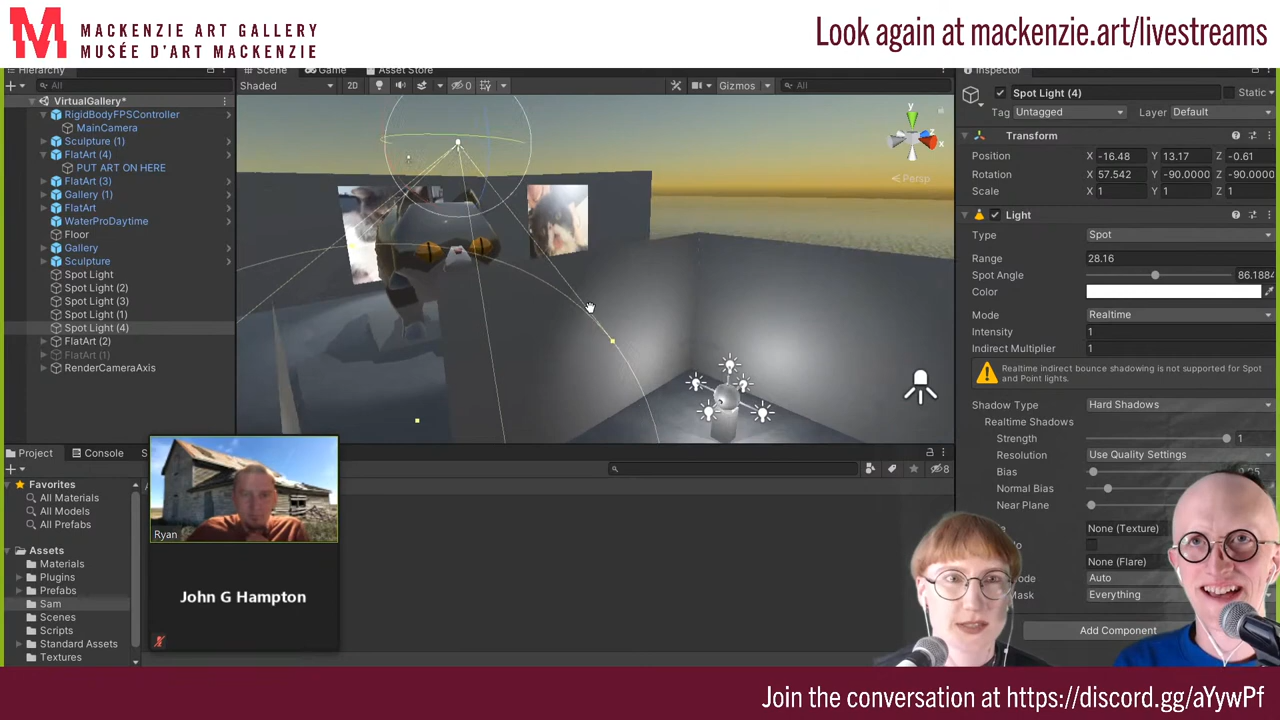 MACKENZIE ART GALLERY
MUSÉE D'ART MACKENZIE
Look again at mackenzie.art/livestreams
Hierarchy
All
VirtualGallery*
RigidBodyFPSController
MainCamera
Sculpture (1)
FlatArt (4)
PUT ART ON HERE
FlatArt (3)
Gallery (1)
FlatArt
WaterProDaytime
Floor
Gallery
Sculpture
Spot Light
Spot Light (2)
Spot Light (3)
Spot Light (1)
Spot Light (4)
FlatArt (2)
FlatArt (1)
RenderCameraAxis
Scene Game Asset Store
Shaded 2D 0 Gizmos All
y
z
x
Persp
Inspector
Spot Light (4) Static
Tag Untagged Layer Default
Transform
Position X -16.48 Y 13.17 Z -0.61
Rotation X 57.542 Y -90.0000 Z -90.0000
Scale X 1 Y 1 Z 1
Light
Type Spot
Range 28.16
Spot Angle 86.1884
Color
Mode Realtime
Intensity 1
Indirect Multiplier 1
Realtime indirect bounce shadowing is not supported for Spot
and Point lights.
Shadow Type Hard Shadows
Realtime Shadows
Strength 1
Resolution Use Quality Settings
Bias
Normal Bias
Near Plane
None (Texture)
None (Flare)
Auto
Mask Everything
Add Component
Project Console
8
Favorites
All Materials
All Models
All Prefabs
Assets
Materials
Plugins
Prefabs
Sam
Scenes
Scripts
Standard Assets
Textures
Ryan
John G Hampton
Join the conversation at https://discord.gg/aYywPf